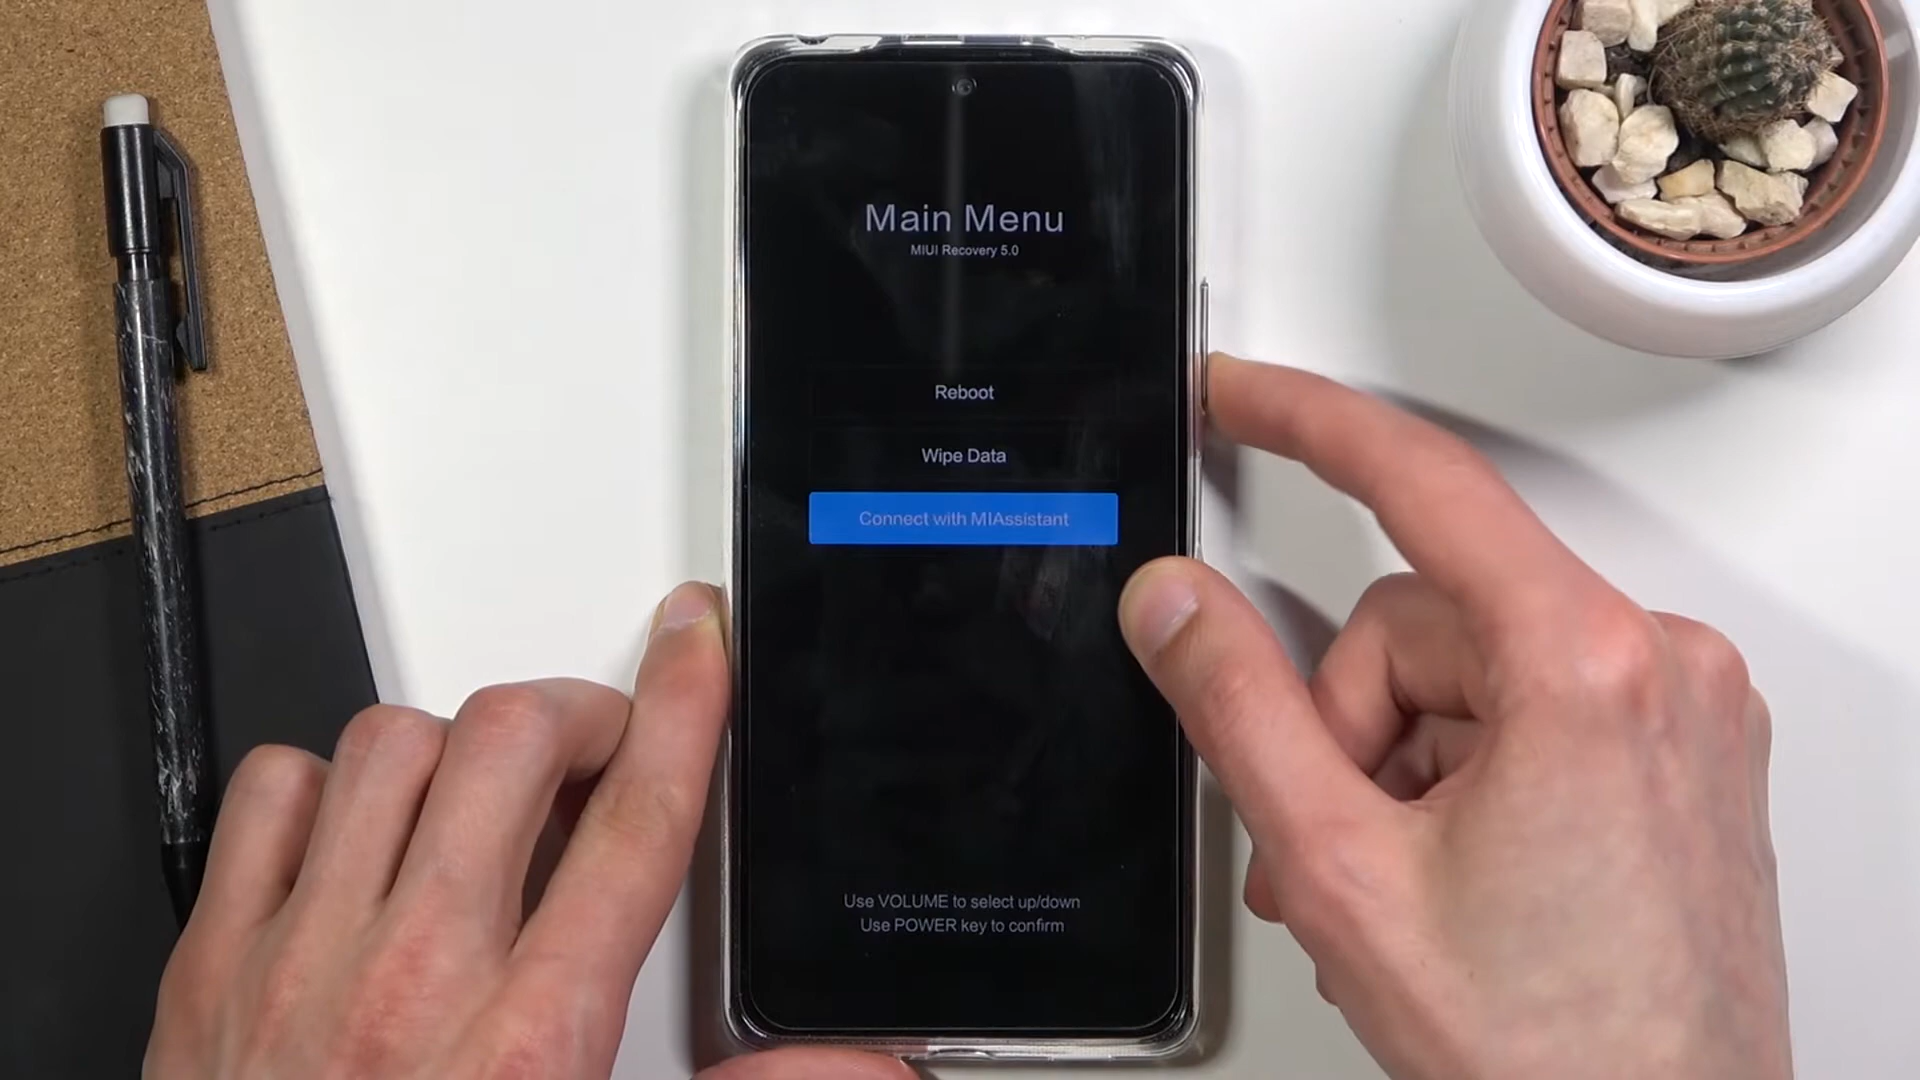 Main Menu
MIUI Recovery 5.0
Reboot
Wipe Data
Connect with MIAssistant
Use VOLUME to select up/down
Use POWER key to confirm